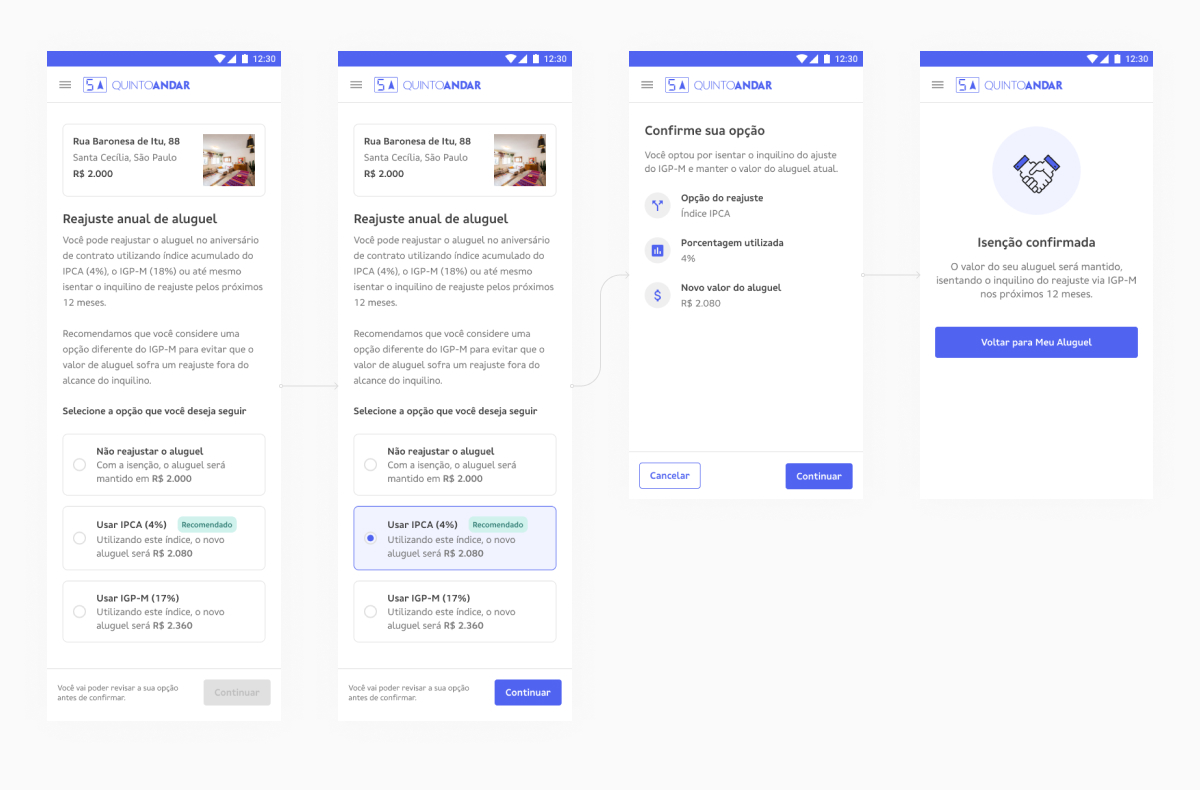 12:30
5A QUINTOANDAR
Rua Baronesa de Itu, 88
Santa Cecília, São Paulo
R$ 2.000
Reajuste anual de aluguel
Você pode reajustar o aluguel no aniversário
de contrato utilizando índice acumulado do
IPCA (4%), o IGP-M (18%) ou até mesmo
isentar o inquilino de reajuste pelos próximos
12 meses.
Recomendamos que você considere uma
opção diferente do IGP-M para evitar que o
valor de aluguel sofra um reajuste fora do
alcance do inquilino.
Selecione a opção que você deseja seguir
Não reajustar o aluguel
Com a isenção, o aluguel será
mantido em R$ 2.000
Usar IPCA (4%) Recomendado
Utilizando este índice, o novo
aluguel será R$ 2.080
Usar IGP-M (17%)
Utilizando este índice, o novo
aluguel será R$ 2.360
Você vai poder revisar a sua opção
antes de confirmar.
Continuar
12:30
5A QUINTOANDAR
Rua Baronesa de Itu, 88
Santa Cecília, São Paulo
R$ 2.000
Reajuste anual de aluguel
Você pode reajustar o aluguel no aniversário
de contrato utilizando índice acumulado do
IPCA (4%), o IGP-M (18%) ou até mesmo
isentar o inquilino de reajuste pelos próximos
12 meses.
Recomendamos que você considere uma
opção diferente do IGP-M para evitar que o
valor de aluguel sofra um reajuste fora do
alcance do inquilino.
Selecione a opção que você deseja seguir
Não reajustar o aluguel
Com a isenção, o aluguel será
mantido em R$ 2.000
Usar IPCA (4%) Recomendado
Utilizando este índice, o novo
aluguel será R$ 2.080
Usar IGP-M (17%)
Utilizando este índice, o novo
aluguel será R$ 2.360
Você vai poder revisar a sua opção
antes de confirmar.
Continuar
12:30
5A QUINTOANDAR
Confirme sua opção
Você optou por isentar o inquilino do ajuste
do IGP-M e manter o valor do aluguel atual.
Opção do reajuste
Índice IPCA
Porcentagem utilizada
4%
Novo valor do aluguel
R$ 2.080
Cancelar
Continuar
12:30
5A QUINTOANDAR
Isenção confirmada
O valor do seu aluguel será mantido,
isentando o inquilino do reajuste via IGP-M
nos próximos 12 meses.
Voltar para Meu Aluguel